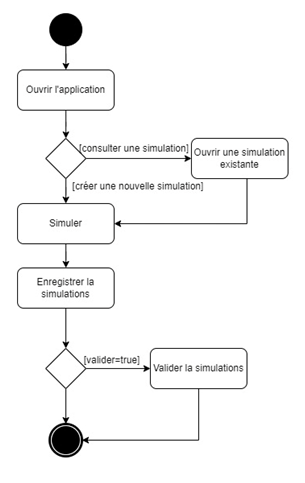 Ouvrir l'application
[consulter une simulation]
Ouvrir une simulation
existante
[créer une nouvelle simulation]
Simuler
Enregistrer la
simulations
[valider=true]
Valider la simulations